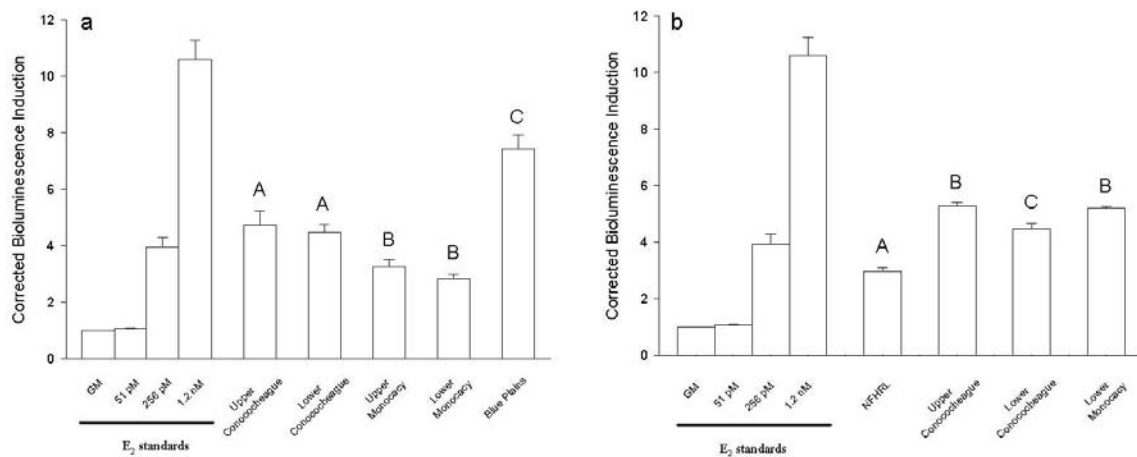 a
Corrected Bioluminescence Induction
12
10
8
6
4
2
0
A
A
B
B
C
GM
51 pM
256 pM
1.2 nM
Upper
Conococheague
Lower
Conococheague
Upper
Monocacy
Lower
Monocacy
Blue Plains
E₂ standards
b
Corrected Bioluminescence Induction
12
10
8
6
4
2
0
A
B
C
B
GM
51 pM
256 pM
1.2 nM
NFHRL
Upper
Conococheague
Lower
Conococheague
Lower
Monocacy
E₂ standards